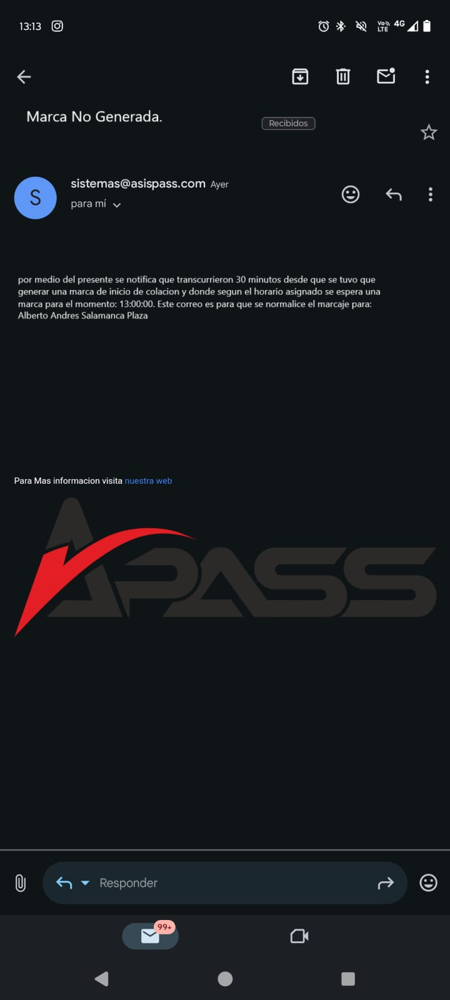 13:13
Vo LTE 4G
Marca No Generada.
Recibidos
S
sistemas@asispass.com Ayer
para mí
por medio del presente se notifica que transcurrieron 30 minutos desde que se tuvo que
generar una marca de inicio de colacion y donde segun el horario asignado se espera una
marca para el momento: 13:00:00. Este correo es para que se normalice el marcaje para:
Alberto Andres Salamanca Plaza
Para Mas informacion visita nuestra web
APASS
Responder
99+